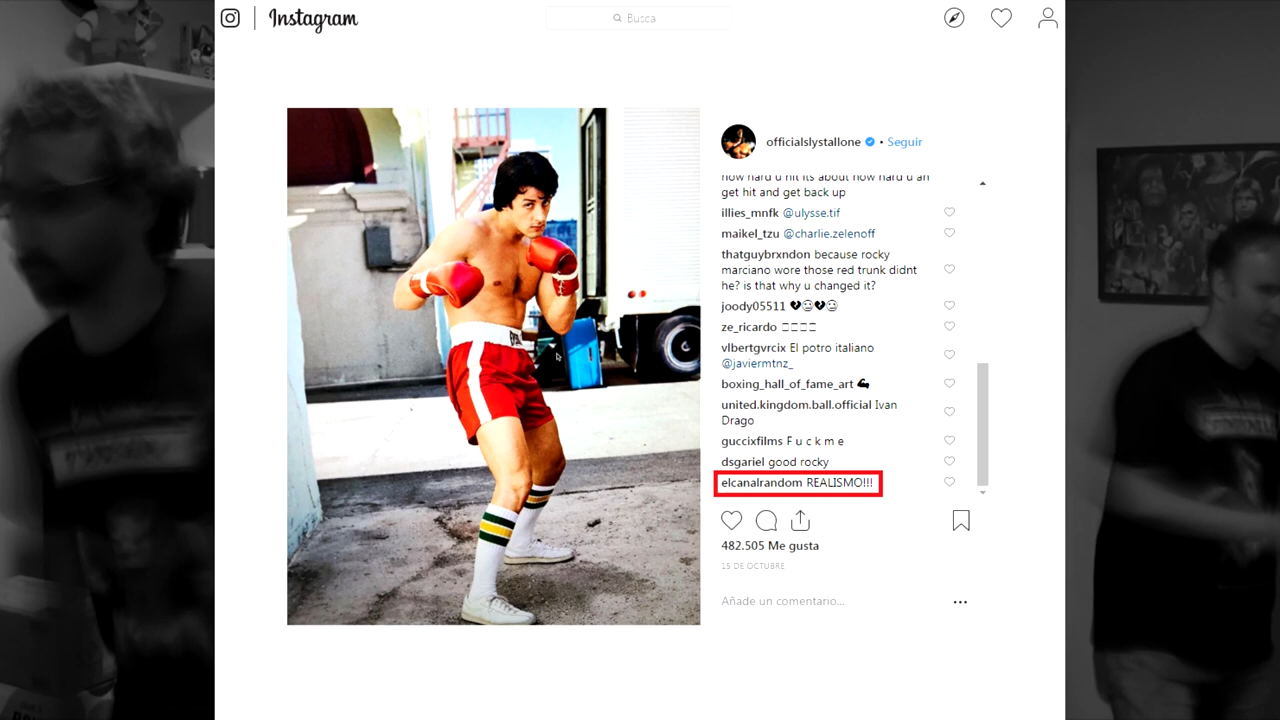 Instagram
Busca
officialslystallone • Seguir
how hard u hit its about how hard u an
get hit and get back up
illies_mnfk @ulysse.tif
maikel_tzu @charlie.zelenoff
thatguybrxndon because rocky
marciano wore those red trunk didnt
he? is that why u changed it?
joody05511 💔😐💔😐
ze_ricardo
vlbertgvrcix El potro italiano
@javiermtnz_
boxing_hall_of_fame_art 💪
united.kingdom.ball.official Ivan
Drago
guccixfilms F u c k m e
dsgariel good rocky
elcanalrandom REALISMO!!!
482.505 Me gusta
15 DE OCTUBRE
Añade un comentario...